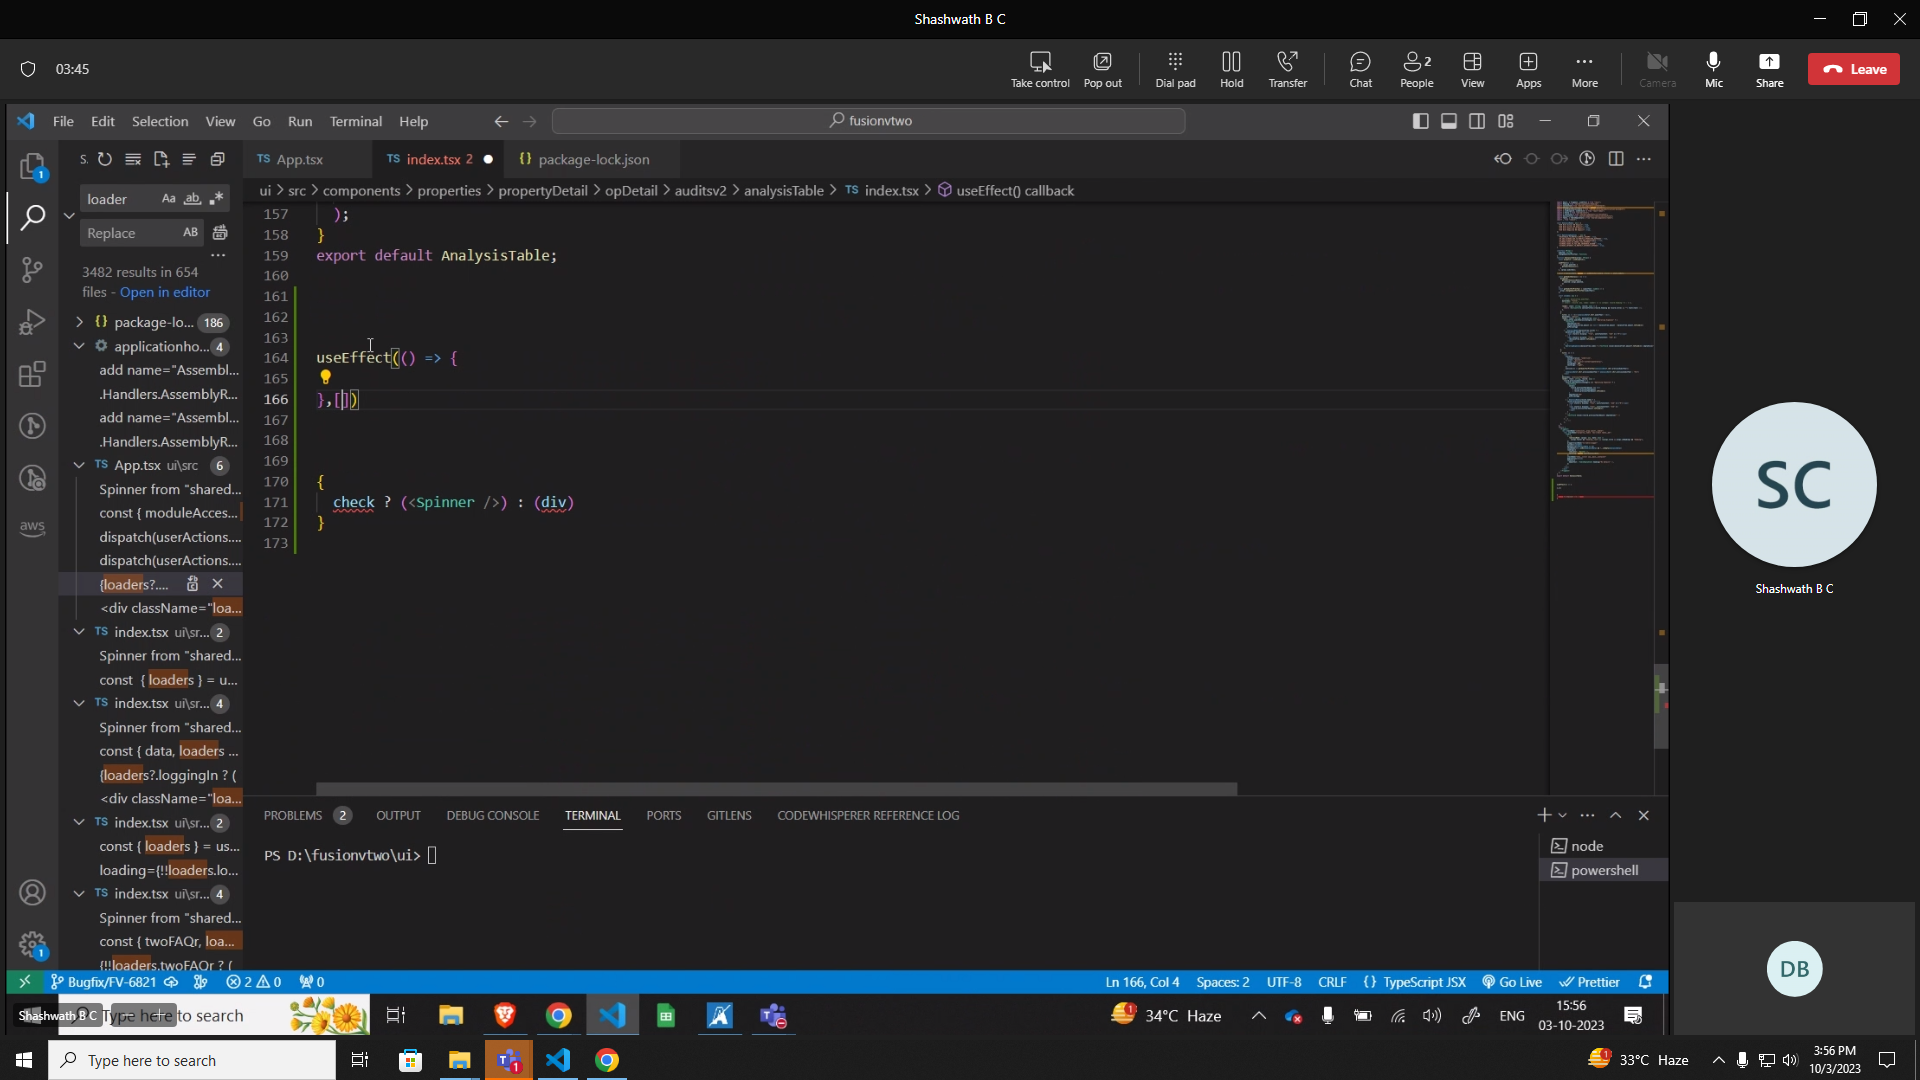 Shashwath B C
03:45
Take control
Pop out
Dial pad
Hold
Transfer
Chat
2
People
View
Apps
More
Camera
Mic
Share
Leave
File Edit Selection View Go Run Terminal Help
fusionvtwo
S.
App.tsx
index.tsx 2
package-lock.json
ui > src > components > properties > propertyDetail > opDetail > auditsv2 > analysisTable > TS index.tsx > useEffect() callback
loader
Replace
3482 results in 654
files - Open in editor
package-lo... 186
applicationho... 4
add name="Assembl...
.Handlers.AssemblyR...
add name="Assembl...
.Handlers.AssemblyR...
App.tsx ui\src 6
Spinner from "shared...
const { moduleAcces...
dispatch(userActions....
dispatch(userActions....
{loaders?....
<div className="loa...
index.tsx ui\sr... 2
Spinner from "shared...
const { loaders } = u...
index.tsx ui\sr... 4
Spinner from "shared...
const { data, loaders ...
{loaders?.loggingIn ? (
<div className="loa...
index.tsx ui\sr... 2
const { loaders } = us...
loading={!!loaders.lo...
index.tsx ui\sr... 4
Spinner from "shared...
const { twoFAQr, loa...
{!!loaders.twoFAQr ? (
157 );
158 }
159 export default AnalysisTable;
160
161
162
163
164 useEffect(() => {
165
166 },[])
167
168
169
170 {
171 check ? (<Spinner />) : (div)
172 }
173
PROBLEMS 2 OUTPUT DEBUG CONSOLE TERMINAL PORTS GITLENS CODEWHISPERER REFERENCE LOG
PS D:\fusionvtwo\ui>
node
powershell
aws
Bugfix/FV-6821
2 0
0
Ln 166, Col 4 Spaces: 2 UTF-8 CRLF {} TypeScript JSX Go Live Prettier
Shashwath B C
Type here to search
34°C Haze
ENG
15:56
03-10-2023
SC
Shashwath B C
DB
Type here to search
33°C Haze
3:56 PM
10/3/2023